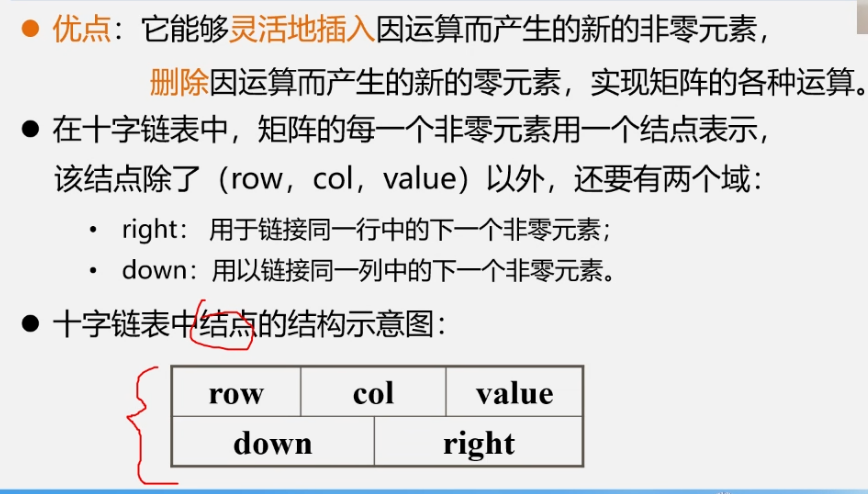 ● 优点：它能够灵活地插入因运算而产生的新的非零元素，
删除因运算而产生的新的零元素，实现矩阵的各种运算。
● 在十字链表中，矩阵的每一个非零元素用一个结点表示，
该结点除了（row，col，value）以外，还要有两个域：
• right： 用于链接同一行中的下一个非零元素；
• down：用以链接同一列中的下一个非零元素。
● 十字链表中结点的结构示意图：
row col value
down right